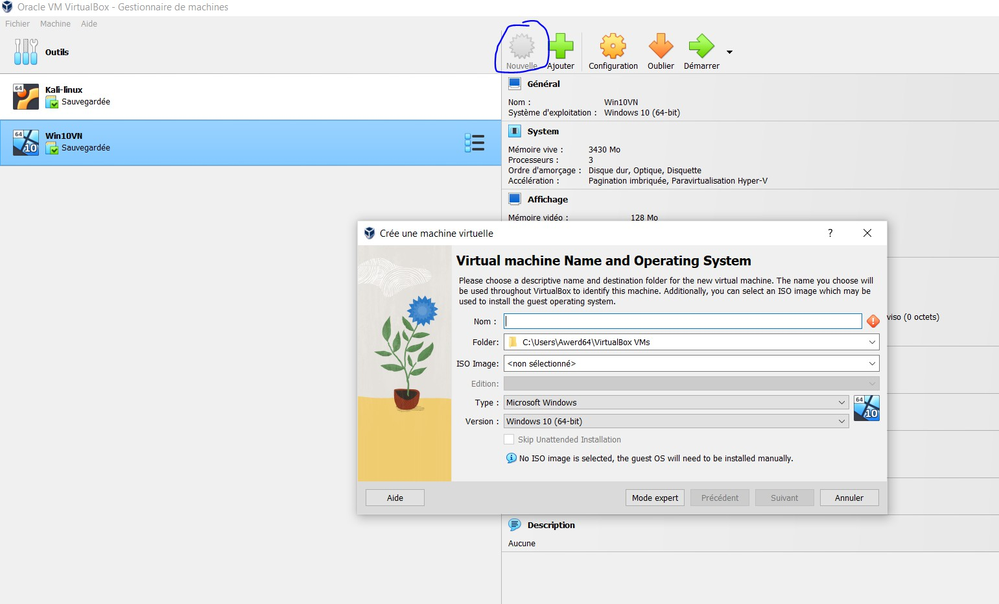 Oracle VM VirtualBox - Gestionnaire de machines
Fichier Machine Aide
Outils
Nouvelle Ajouter Configuration Oublier Démarrer
64
Kali-linux
Sauvegardée
64
10
Win10VN
Sauvegardée
Général
Nom : Win10VN
Système d'exploitation : Windows 10 (64-bit)
System
Mémoire vive : 3430 Mo
Processeurs : 3
Ordre d'amorçage : Disque dur, Optique, Disquette
Accélération : Pagination imbriquée, Paravirtualisation Hyper-V
Affichage
Mémoire vidéo : 128 Mo
Crée une machine virtuelle ?
Virtual machine Name and Operating System
Please choose a descriptive name and destination folder for the new virtual machine. The name you choose will
be used throughout VirtualBox to identify this machine. Additionally, you can select an ISO image which may be
used to install the guest operating system.
Nom :
viso (0 octets)
Folder: C:\Users\Awerd64\VirtualBox VMs
ISO Image: <non sélectionné>
Edition:
Type : Microsoft Windows
64
10
Version : Windows 10 (64-bit)
Skip Unattended Installation
No ISO image is selected, the guest OS will need to be installed manually.
Aide Mode expert Précédent Suivant Annuler
Description
Aucune